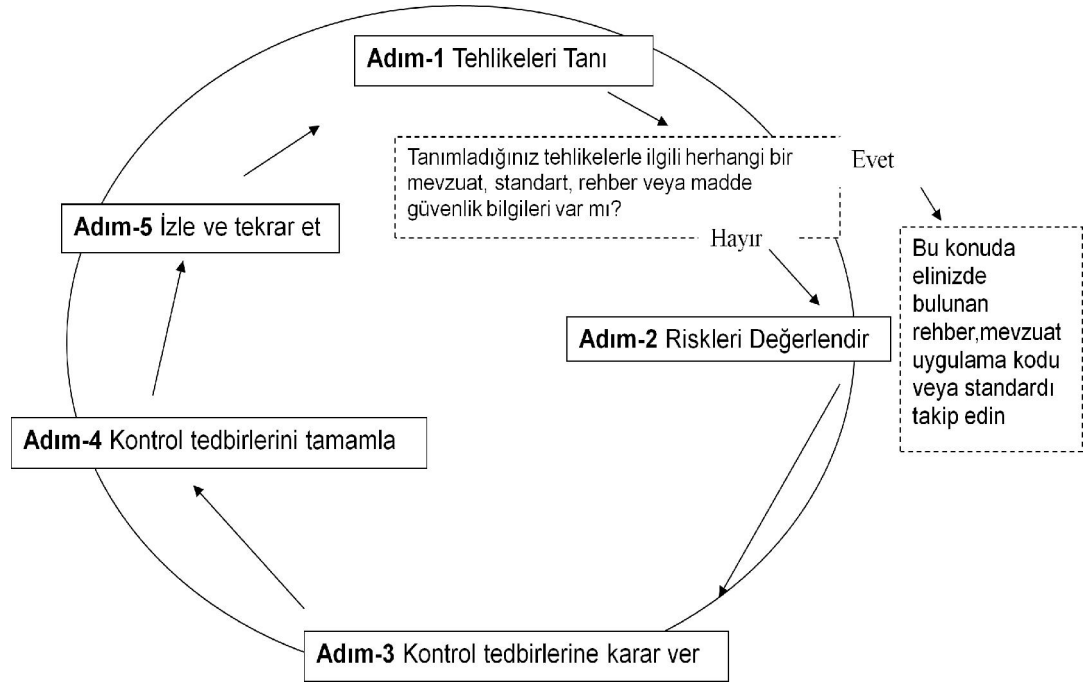 Adım-1 Tehlikeleri Tanı
Tanımladığınız tehlikelerle ilgili herhangi bir
mevzuat, standart, rehber veya madde
güvenlik bilgileri var mı?
Evet
Hayır
Bu konuda
elinizde
bulunan
rehber,mevzuat
uygulama kodu
veya standardı
takip edin
Adım-2 Riskleri Değerlendir
Adım-3 Kontrol tedbirlerine karar ver
Adım-4 Kontrol tedbirlerini tamamla
Adım-5 İzle ve tekrar et